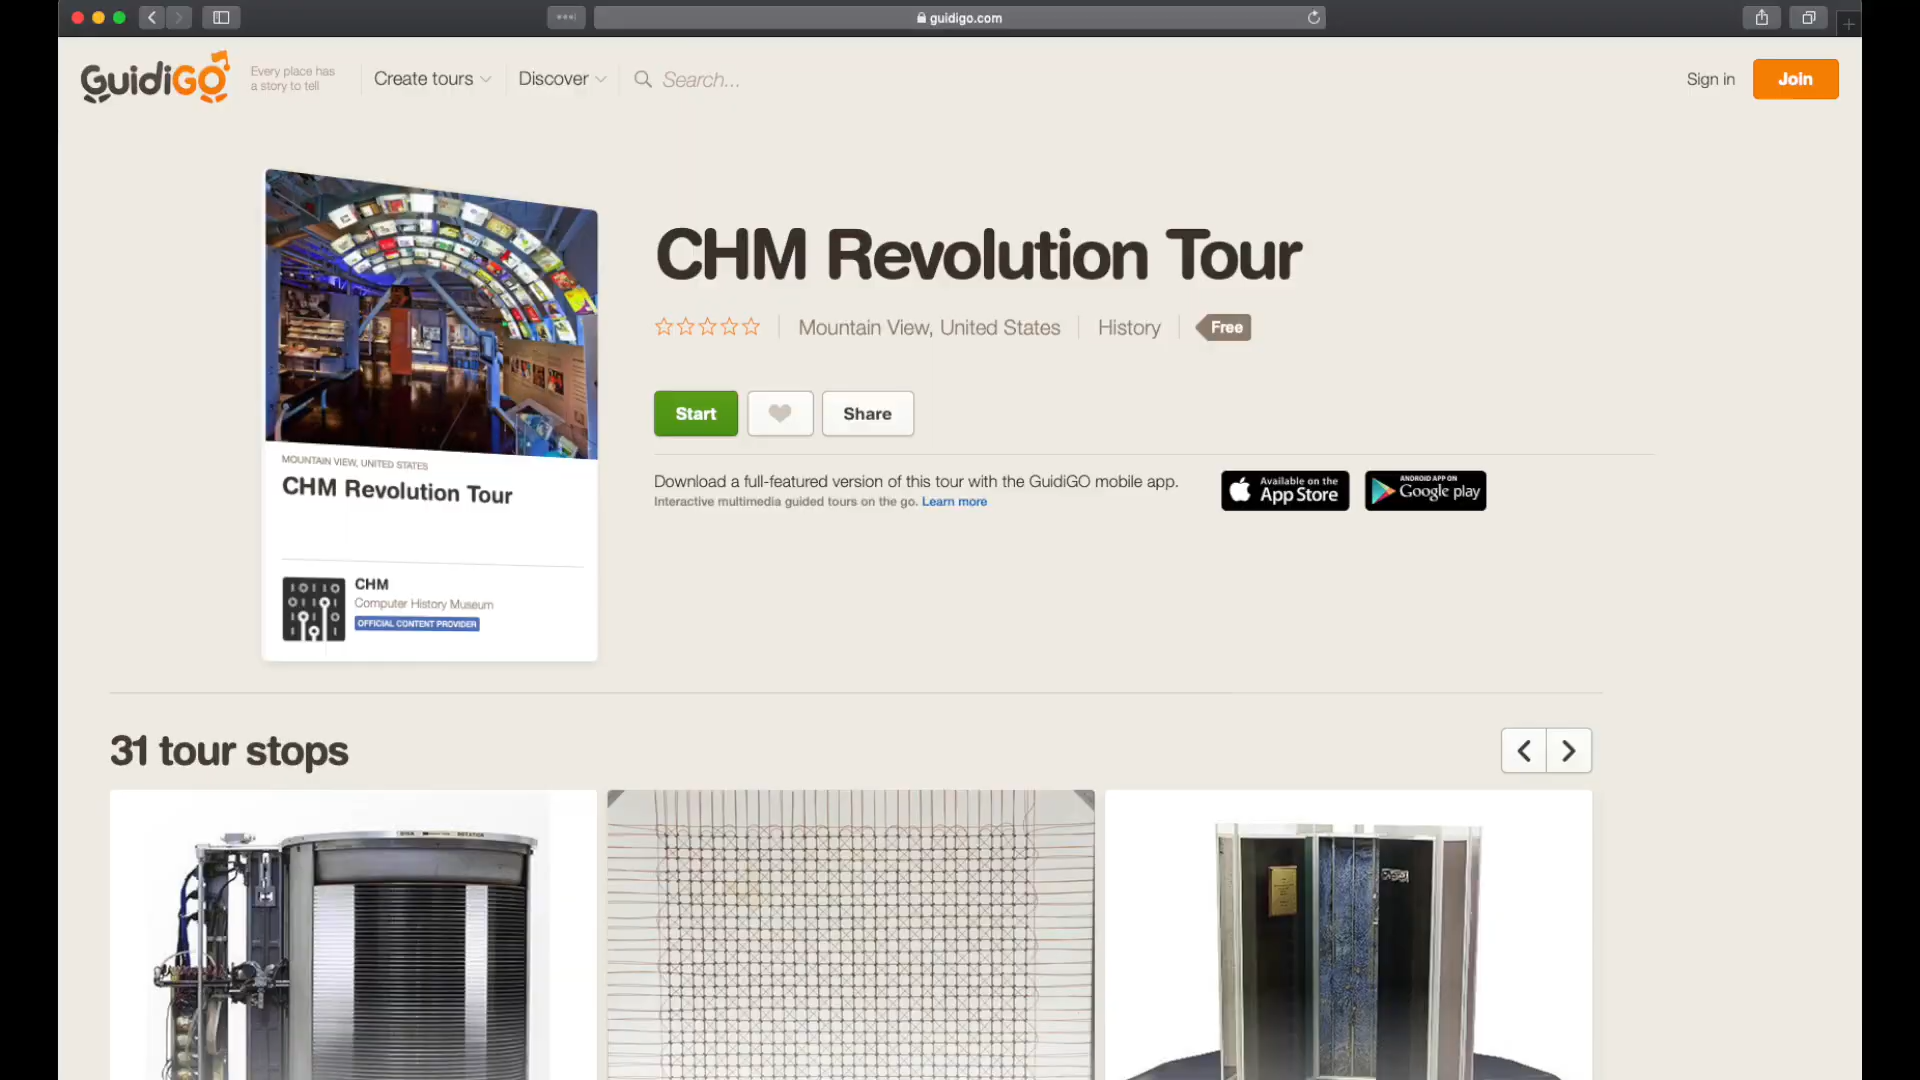 guidigo.com
GuidiGO
Every place has
a story to tell
Create tours
Discover
Search...
Sign in
Join
CHM Revolution Tour
Mountain View, United States
History
Free
Start
Share
Download a full-featured version of this tour with the GuidiGO mobile app.
Interactive multimedia guided tours on the go. Learn more
Available on the
App Store
ANDROID APP ON
Google play
MOUNTAIN VIEW, UNITED STATES
CHM Revolution Tour
CHM
Computer History Museum
OFFICIAL CONTENT PROVIDER
31 tour stops